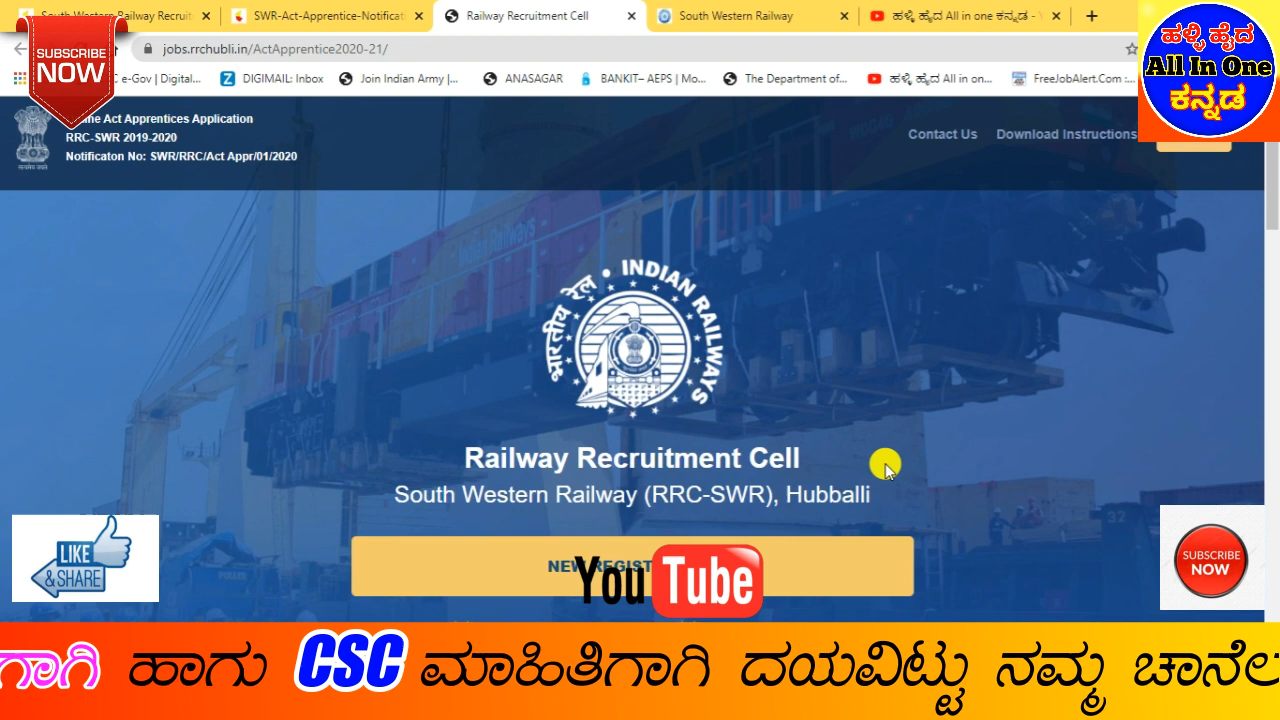 South Western Railway Recruit
SWR-Act-Apprentice-Notificat
Railway Recruitment Cell
South Western Railway
ಹಳ್ಳಿ ಹೈದ All in one ಕನ್ನಡ -
jobs.rrchubli.in/ActApprentice2020-21/
e-Gov | Digital...
DIGIMAIL: Inbox
Join Indian Army |...
ANASAGAR
BANKIT– AEPS | Mo...
The Department of...
ಹಳ್ಳಿ ಹೈದ All in on...
FreeJobAlert.Com :...
SUBSCRIBE
NOW
ಹಳ್ಳಿ ಹೈದ
All In One
ಕನ್ನಡ
Act Apprentices Application
RRC-SWR 2019-2020
Notificaton No: SWR/RRC/Act Appr/01/2020
Contact Us
Download Instructions
भारतीय रेल • INDIAN RAILWAYS
Railway Recruitment Cell
South Western Railway (RRC-SWR), Hubballi
NEW REGIST
YouTube
LIKE
&SHARE
SUBSCRIBE
NOW
ಗಾಗಿ ಹಾಗು CSC ಮಾಹಿತಿಗಾಗಿ ದಯವಿಟ್ಟು ನಮ್ಮ ಚಾನೆಲ